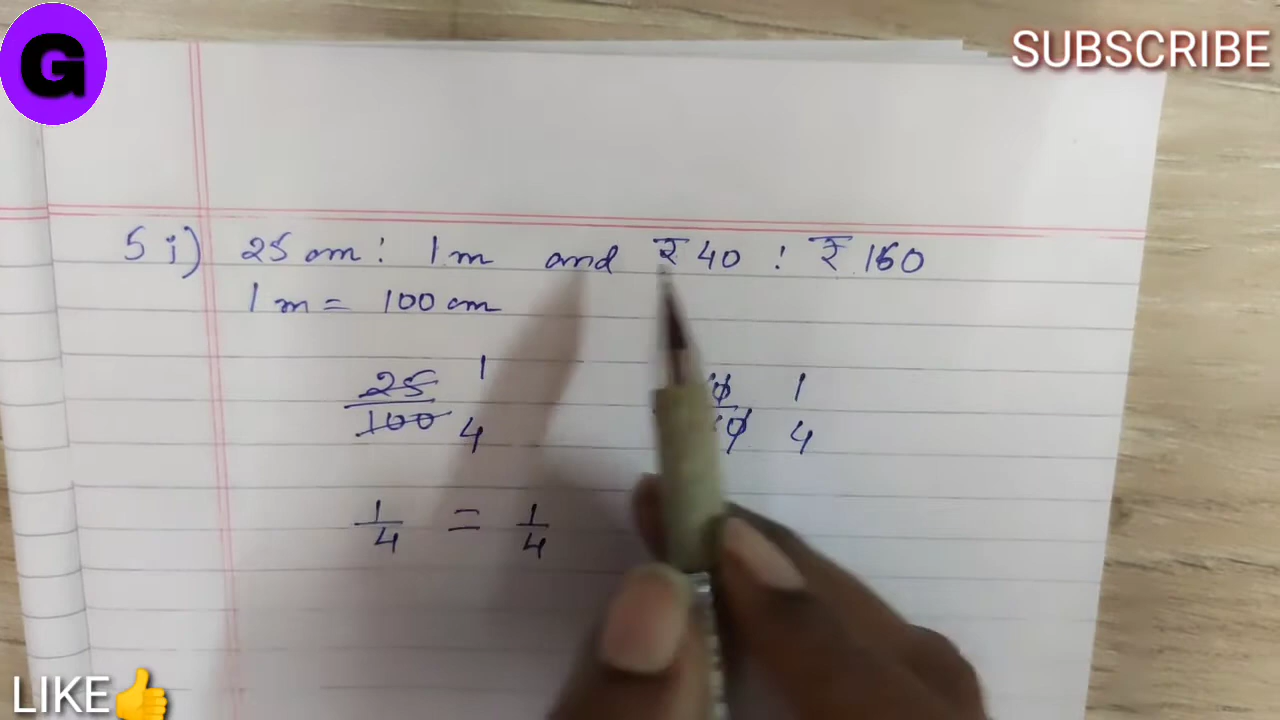 G
SUBSCRIBE
5 i) 25 cm : 1 m and ₹ 40 : ₹ 160
1 m = 100 cm
25 1 1
100 4 4
1/4 = 1/4
LIKE👍